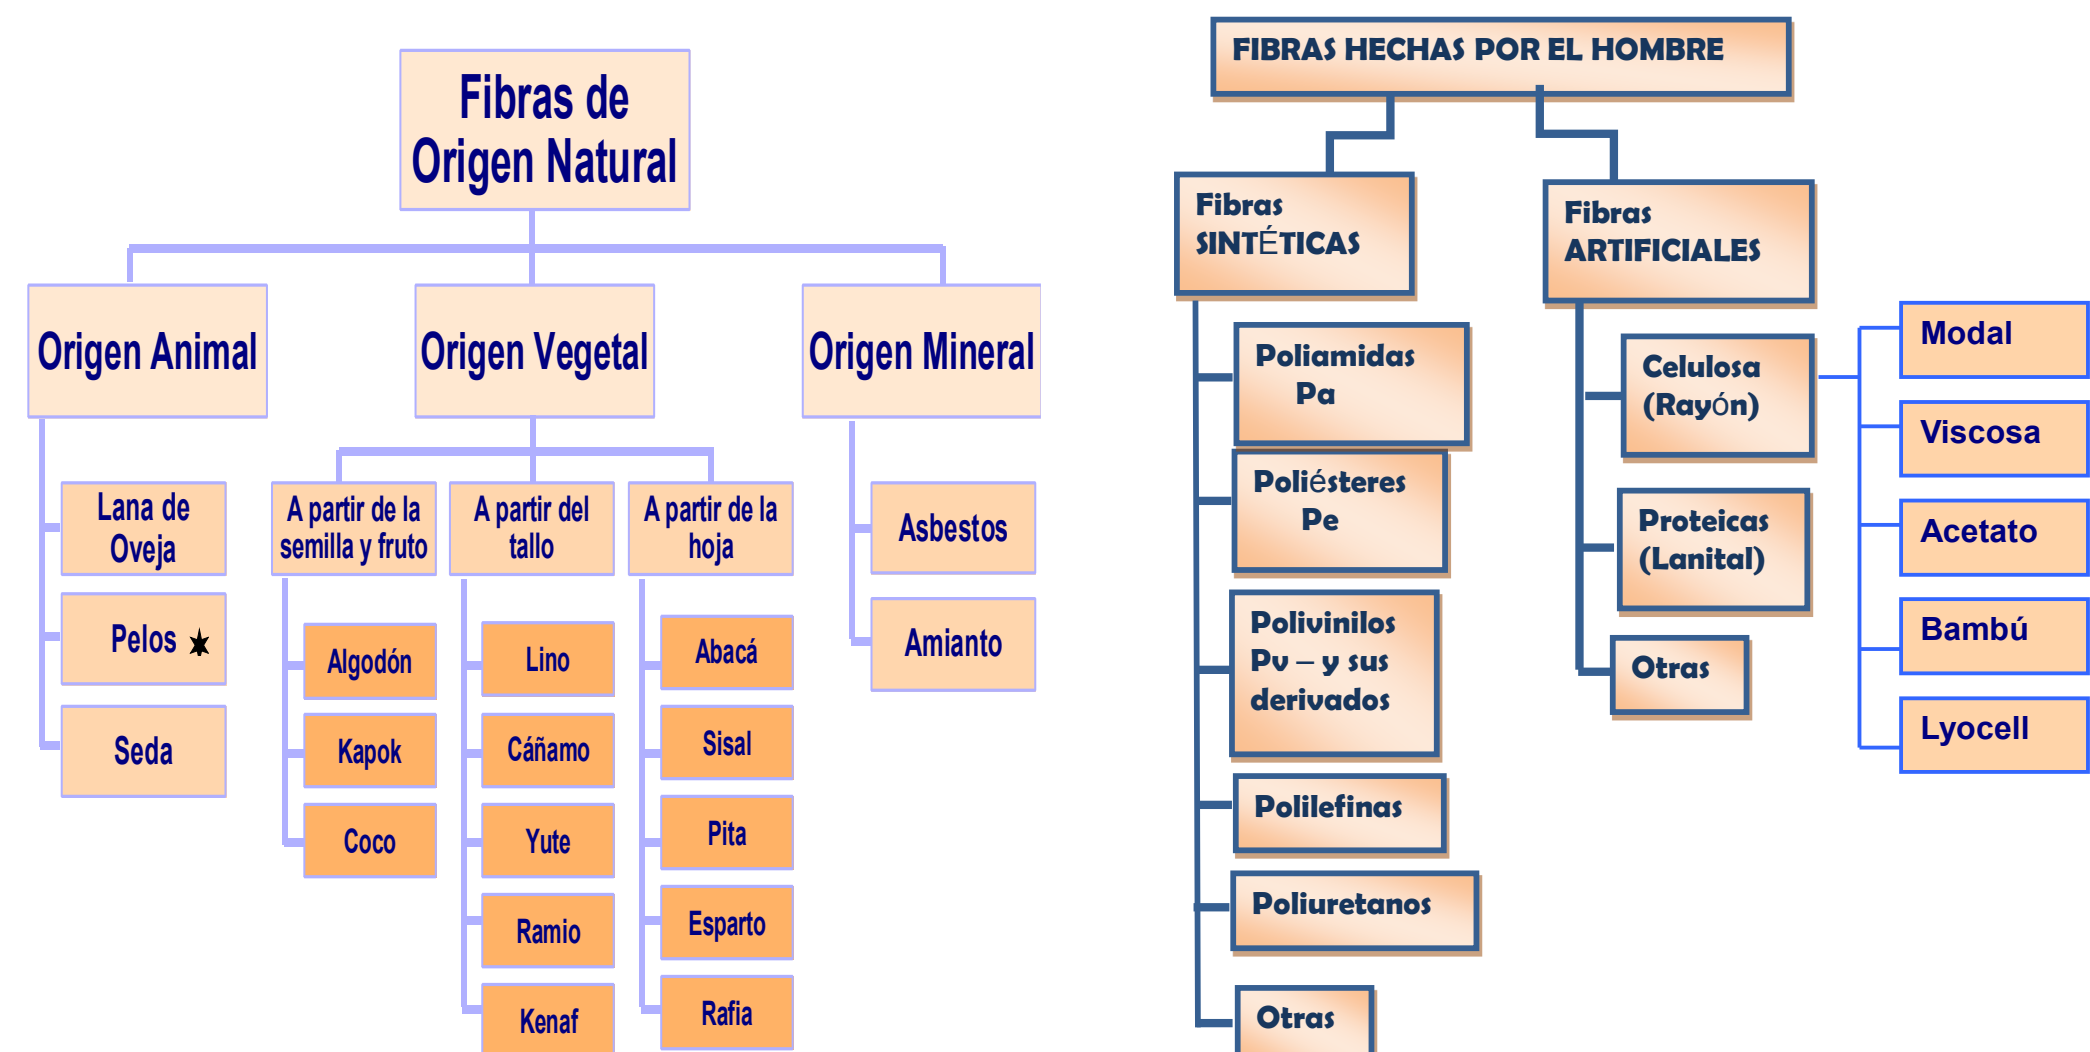 Fibras de
Origen Natural
Origen Animal
Origen Vegetal
Origen Mineral
Lana de
Oveja
Pelos
Seda
A partir de la
semilla y fruto
Algodón
Kapok
Coco
A partir del
tallo
Lino
Cáñamo
Yute
Ramio
Kenaf
A partir de la
hoja
Abacá
Sisal
Pita
Esparto
Rafia
Asbestos
Amianto
FIBRAS HECHAS POR EL HOMBRE
Fibras
SINTÉTICAS
Poliamidas
Pa
Poliésteres
Pe
Polivinilos
Pv – y sus
derivados
Polilefinas
Poliuretanos
Otras
Fibras
ARTIFICIALES
Celulosa
(Rayón)
Proteicas
(Lanital)
Otras
Modal
Viscosa
Acetato
Bambú
Lyocell